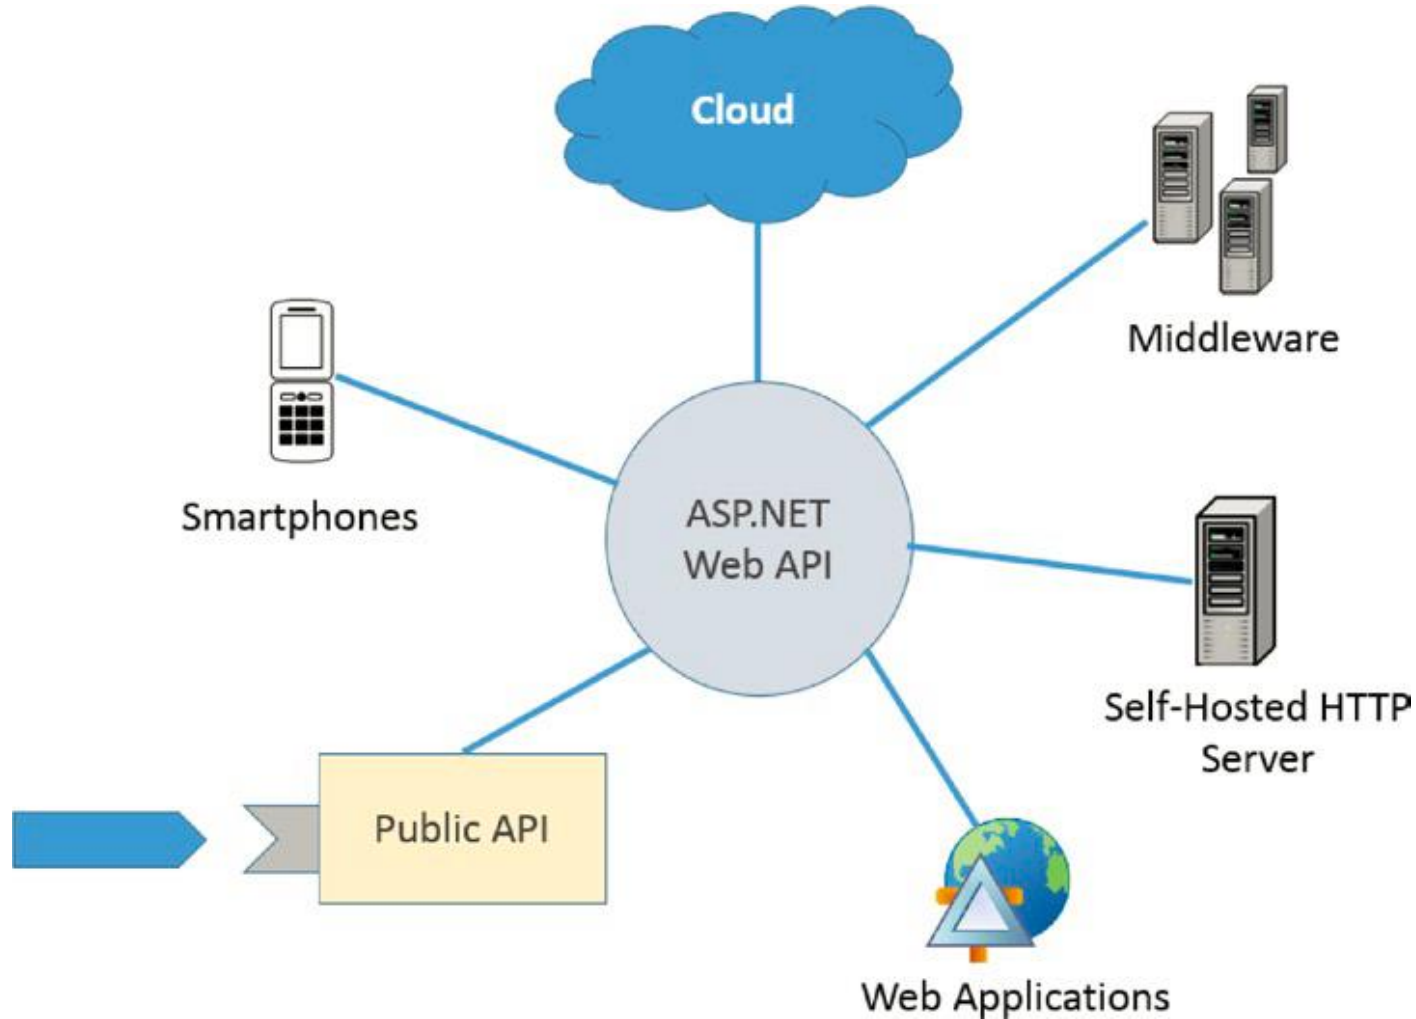 Cloud
Middleware
Smartphones
ASP.NET
Web API
Self-Hosted HTTP
Server
Public API
Web Applications